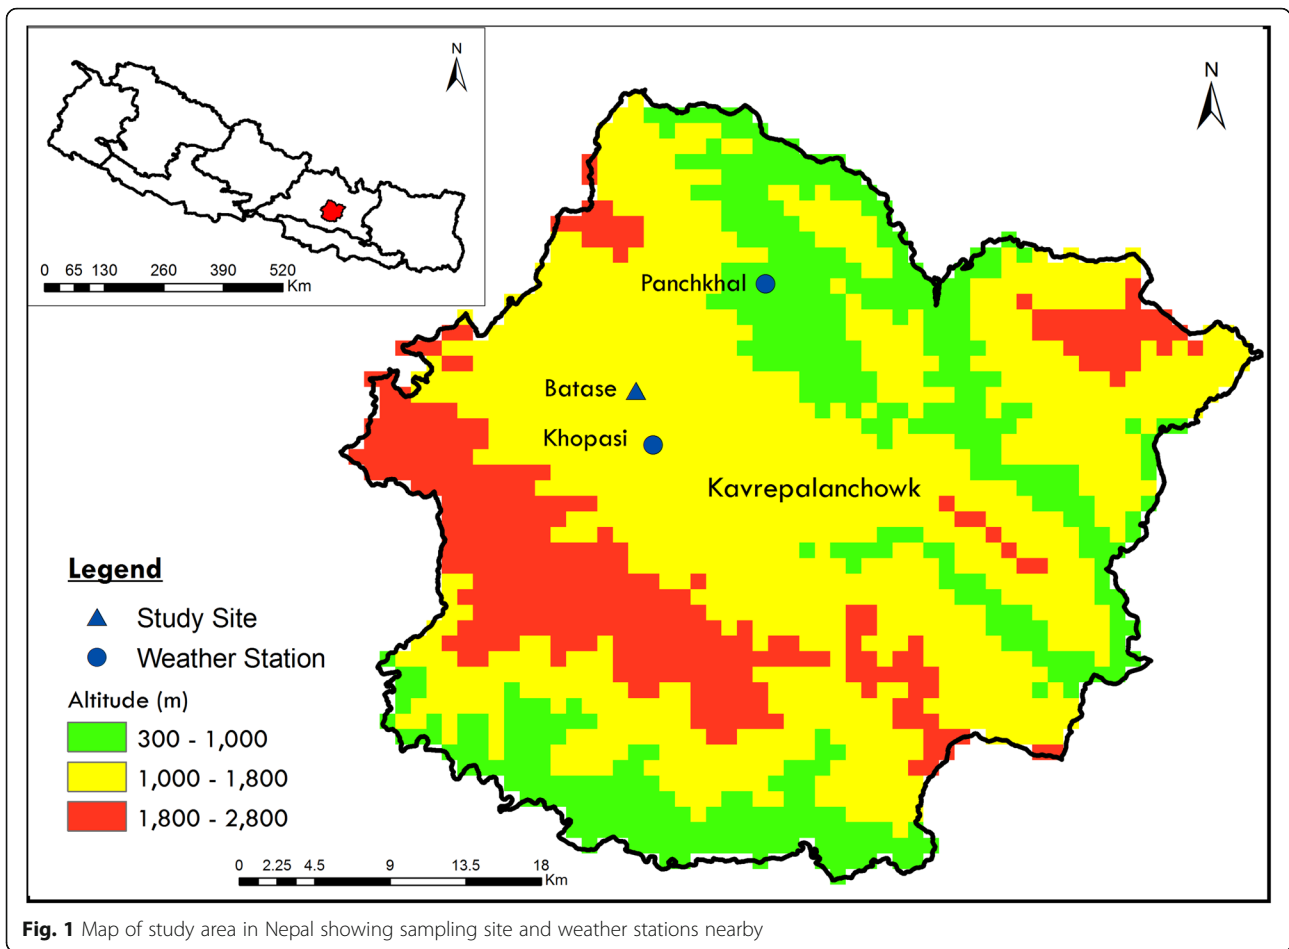 N
0 65 130 260 390 520
Km
N
Panchkhal
Batase
Khopasi
Kavrepalanchowk
Legend
Study Site
Weather Station
Altitude (m)
300 - 1,000
1,000 - 1,800
1,800 - 2,800
0 2.25 4.5 9 13.5 18
Km
Fig. 1 Map of study area in Nepal showing sampling site and weather stations nearby